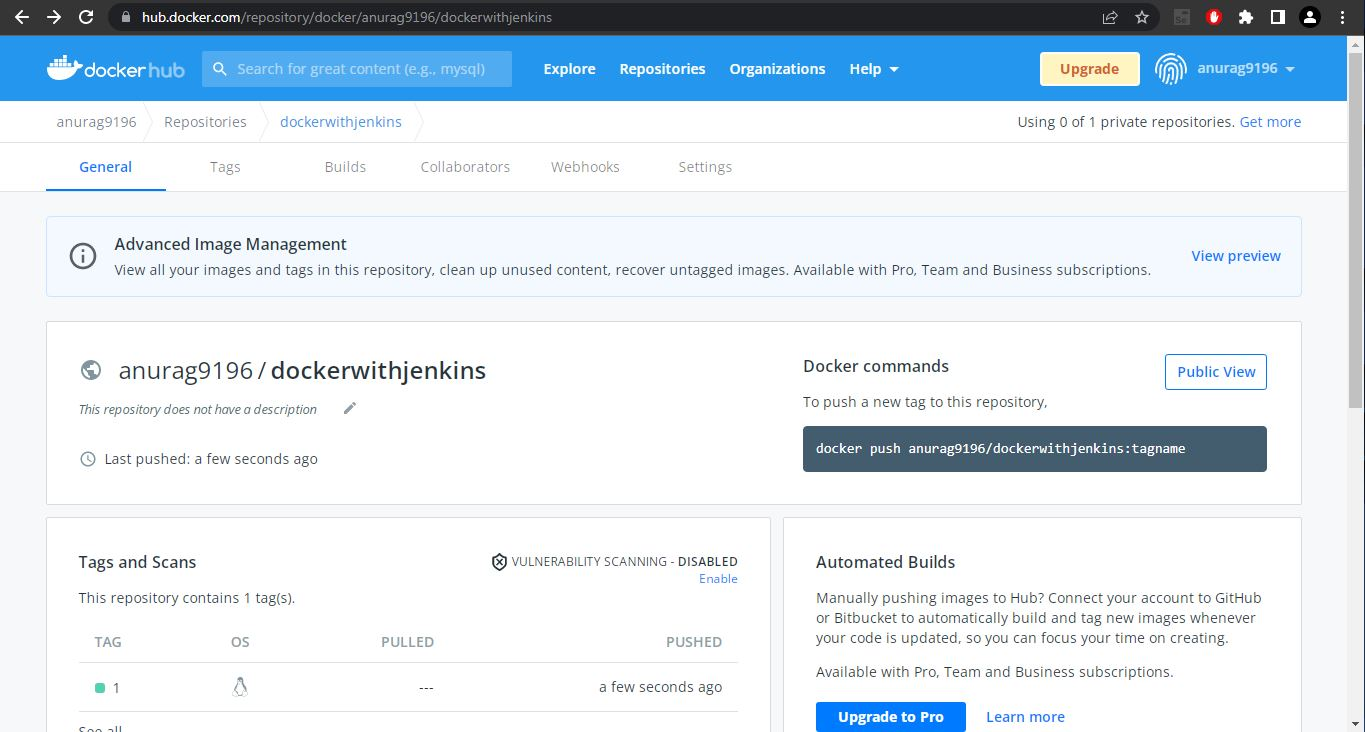 hub.docker.com/repository/docker/anurag9196/dockerwithjenkins
dockerhub Search for great content (e.g., mysql) Explore Repositories Organizations Help Upgrade anurag9196
anurag9196 Repositories dockerwithjenkins Using 0 of 1 private repositories. Get more
General Tags Builds Collaborators Webhooks Settings
Advanced Image Management
View all your images and tags in this repository, clean up unused content, recover untagged images. Available with Pro, Team and Business subscriptions.
View preview
anurag9196 / dockerwithjenkins
This repository does not have a description
Last pushed: a few seconds ago
Docker commands
Public View
To push a new tag to this repository,
docker push anurag9196/dockerwithjenkins:tagname
Tags and Scans
VULNERABILITY SCANNING - DISABLED
Enable
This repository contains 1 tag(s).
TAG OS PULLED PUSHED
1 --- a few seconds ago
See all
Automated Builds
Manually pushing images to Hub? Connect your account to GitHub
or Bitbucket to automatically build and tag new images whenever
your code is updated, so you can focus your time on creating.
Available with Pro, Team and Business subscriptions.
Upgrade to Pro Learn more